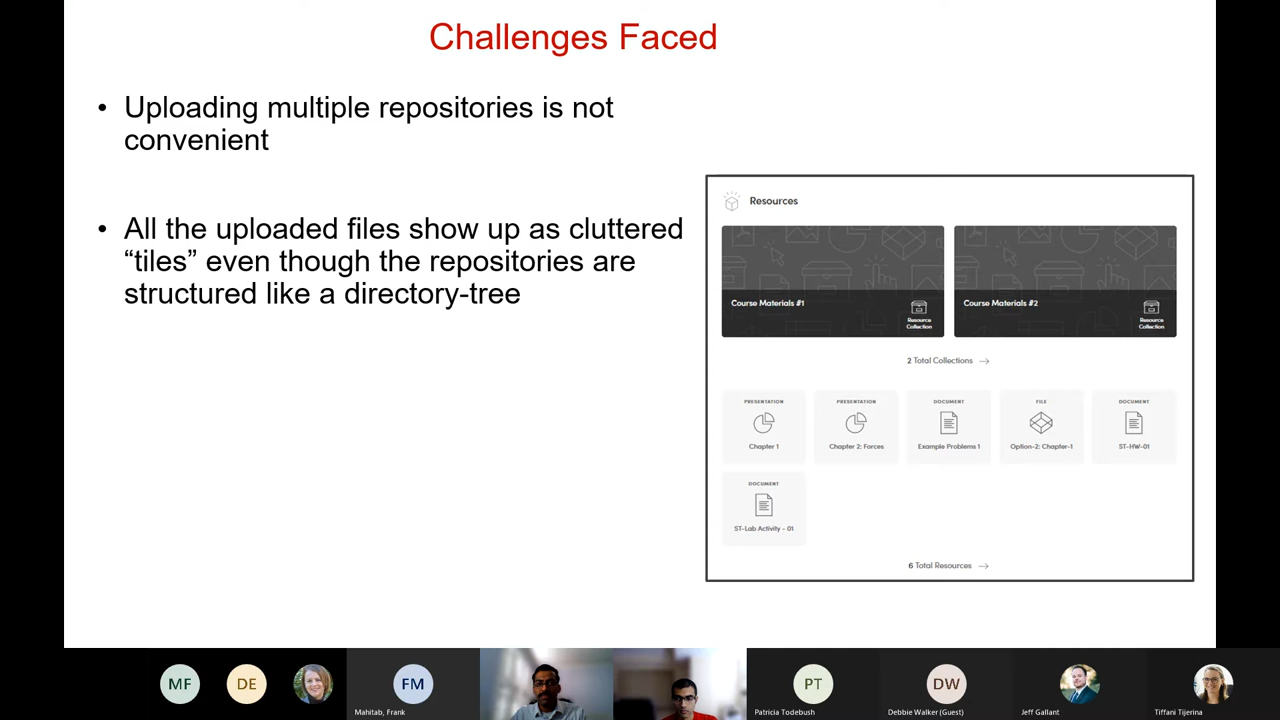 Challenges Faced
• Uploading multiple repositories is not
convenient
• All the uploaded files show up as cluttered
“tiles” even though the repositories are
structured like a directory-tree
Resources
Course Materials #1
Resource
Collection
Course Materials #2
Resource
Collection
2 Total Collections →
PRESENTATION
Chapter 1
PRESENTATION
Chapter 2: Forces
DOCUMENT
Example Problems 1
FILE
Option-2: Chapter-1
DOCUMENT
ST-HW-01
DOCUMENT
ST-Lab Activity - 01
6 Total Resources →
MF
DE
FM
Mahitab, Frank
PT
Patricia Todebush
DW
Debbie Walker (Guest)
Jeff Gallant
Tiffani Tijerina